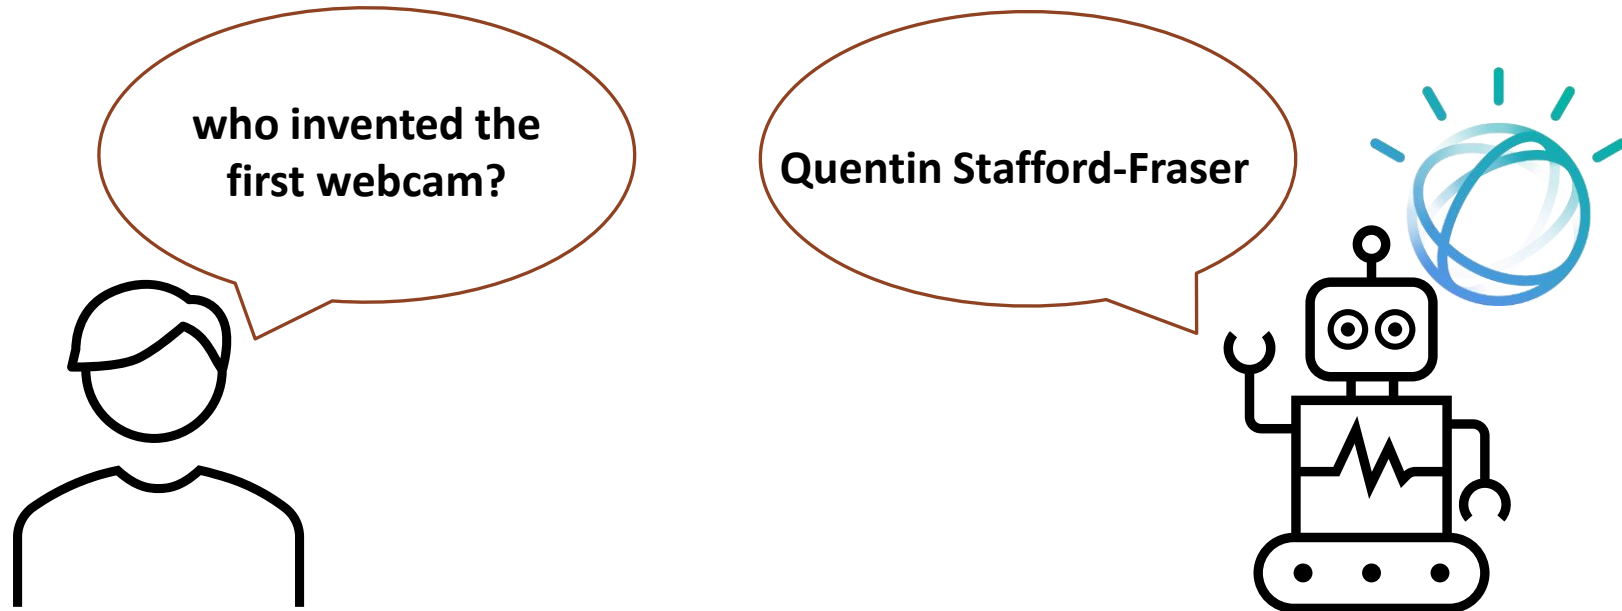 who invented the
first webcam?
Quentin Stafford-Fraser